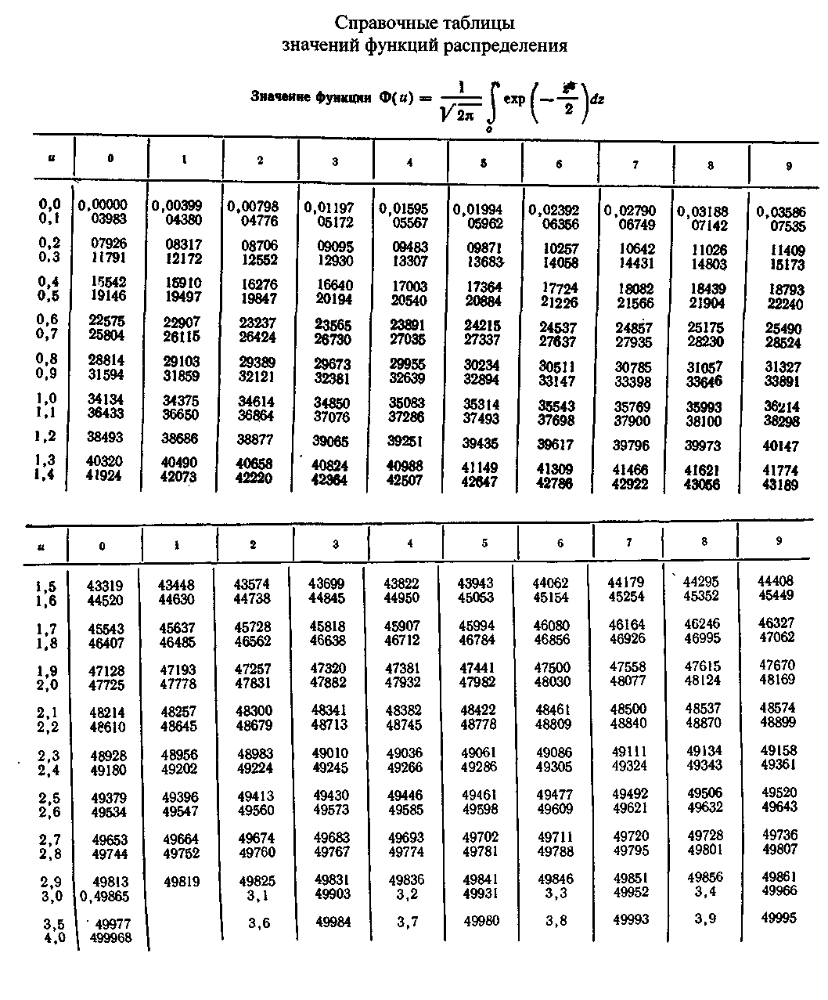 Справочные таблицы
значений функций распределения
Значение функции Ф(u) = 1/√2π ∫₀ exp (− /2) dz
u 0 1 2 3 4 5 6 7 8 9
0,0 0,00000 0,00399 0,00798 0,01197 0,01595 0,01994 0,02392 0,02790 0,03188 0,03586
0,1 03983 04380 04776 05172 05567 05962 06356 06749 07142 07535
0,2 07926 08317 08706 09095 09483 09871 10257 10642 11026 11409
0,3 11791 12172 12552 12930 13307 13683 14058 14431 14803 15173
0,4 15542 15910 16276 16640 17003 17364 17724 18082 18439 18793
0,5 19146 19497 19847 20194 20540 20884 21226 21566 21904 22240
0,6 22575 22907 23237 23565 23891 24215 24537 24857 25175 25490
0,7 25804 26115 26424 26730 27035 27337 27637 27935 28230 28524
0,8 28814 29103 29389 29673 29955 30234 30511 30785 31057 31327
0,9 31594 31859 32121 32381 32639 32894 33147 33398 33646 33891
1,0 34134 34375 34614 34850 35083 35314 35543 35769 35993 36214
1,1 36433 36650 36864 37076 37286 37493 37698 37900 38100 38298
1,2 38493 38686 38877 39065 39251 39435 39617 39796 39973 40147
1,3 40320 40490 40658 40824 40988 41149 41309 41466 41621 41774
1,4 41924 42073 42220 42364 42507 42647 42786 42922 43056 43189
u 0 1 2 3 4 5 6 7 8 9
1,5 43319 43448 43574 43699 43822 43943 44062 44179 44295 44408
1,6 44520 44630 44738 44845 44950 45053 45154 45254 45352 45449
1,7 45543 45637 45728 45818 45907 45994 46080 46164 46246 46327
1,8 46407 46485 46562 46638 46712 46784 46856 46926 46995 47062
1,9 47128 47193 47257 47320 47381 47441 47500 47558 47615 47670
2,0 47725 47778 47831 47882 47932 47982 48030 48077 48124 48169
2,1 48214 48257 48300 48341 48382 48422 48461 48500 48537 48574
2,2 48610 48645 48679 48713 48745 48778 48809 48840 48870 48899
2,3 48928 48956 48983 49010 49036 49061 49086 49111 49134 49158
2,4 49180 49202 49224 49245 49266 49286 49305 49324 49343 49361
2,5 49379 49396 49413 49430 49446 49461 49477 49492 49506 49520
2,6 49534 49547 49560 49573 49585 49598 49609 49621 49632 49643
2,7 49653 49664 49674 49683 49693 49702 49711 49720 49728 49736
2,8 49744 49752 49760 49767 49774 49781 49788 49795 49801 49807
2,9 49813 49819 49825 49831 49836 49841 49846 49851 49856 49861
3,0 0,49865 3,1 49903 3,2 49931 3,3 49952 3,4 49966
3,5 49977 3,6 49984 3,7 49980 3,8 49993 3,9 49995
4,0 499968